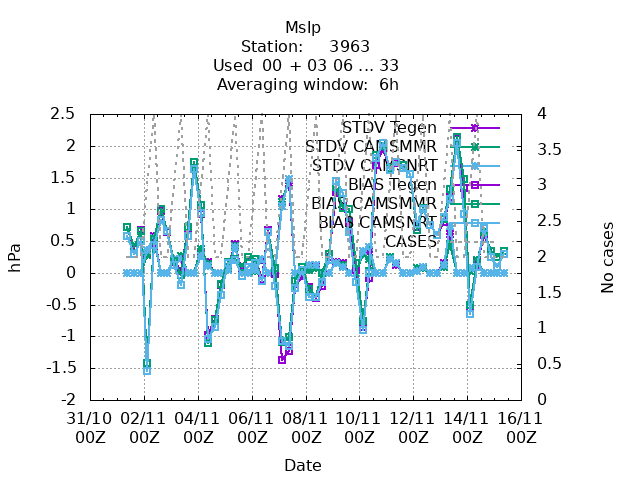 Mslp
Station: 3963
Used 00 + 03 06 ... 33
Averaging window: 6h
2.5
2
1.5
1
0.5
0
-0.5
-1
-1.5
-2
hPa
4
3.5
3
2.5
2
1.5
1
0.5
0
No cases
STDV Tegen
STDV CAMSMMR
STDV CAMSNRT
BIAS Tegen
BIAS CAMSMMR
BIAS CAMSNRT
CASES
31/10 02/11 04/11 06/11 08/11 10/11 12/11 14/11 16/11
00Z 00Z 00Z 00Z 00Z 00Z 00Z 00Z 00Z
Date